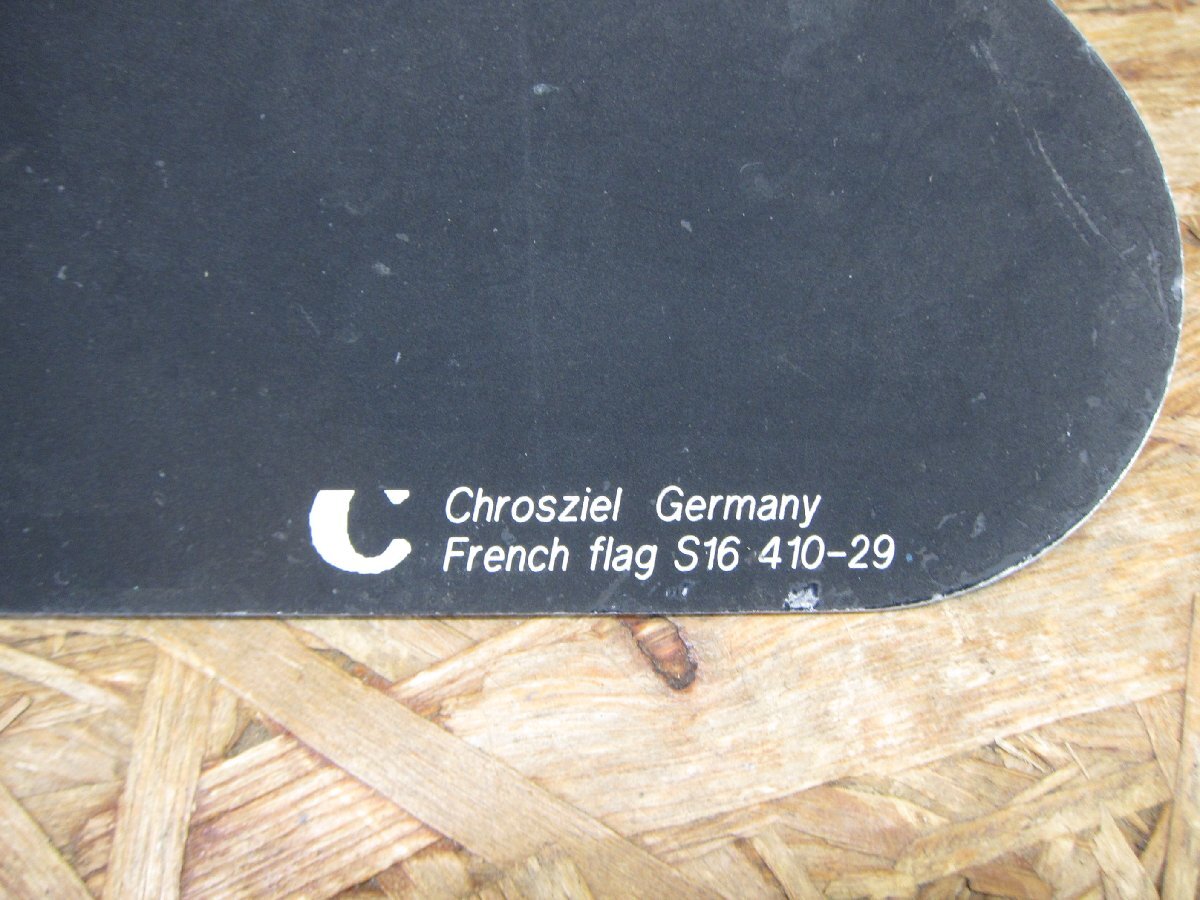 Chrosziel Germany
French flag S16 410-29